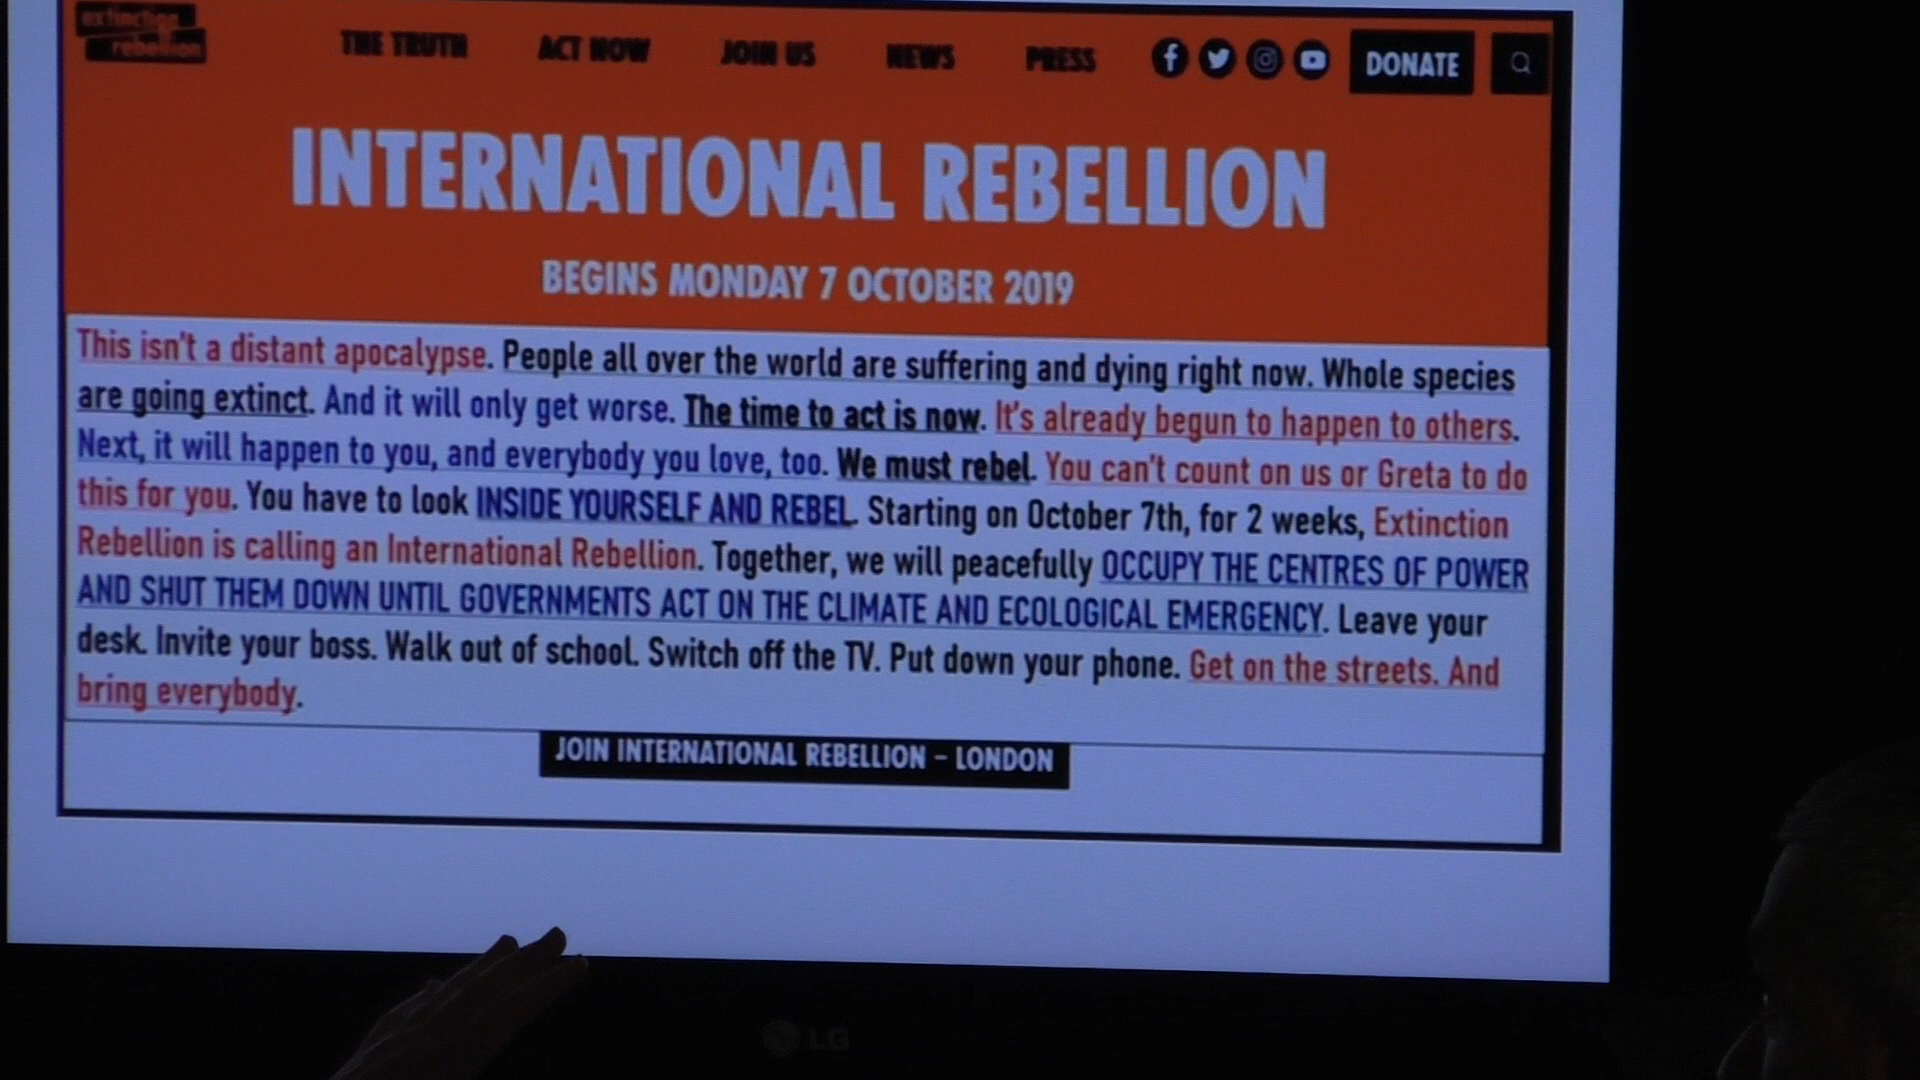 extinction
rebellion
THE TRUTH ACT NOW JOIN US NEWS PRESS DONATE
INTERNATIONAL REBELLION
BEGINS MONDAY 7 OCTOBER 2019
This isn't a distant apocalypse. People all over the world are suffering and dying right now. Whole species
are going extinct. And it will only get worse. The time to act is now. It's already begun to happen to others.
Next, it will happen to you, and everybody you love, too. We must rebel. You can't count on us or Greta to do
this for you. You have to look INSIDE YOURSELF AND REBEL. Starting on October 7th, for 2 weeks, Extinction
Rebellion is calling an International Rebellion. Together, we will peacefully OCCUPY THE CENTRES OF POWER
AND SHUT THEM DOWN UNTIL GOVERNMENTS ACT ON THE CLIMATE AND ECOLOGICAL EMERGENCY. Leave your
desk. Invite your boss. Walk out of school. Switch off the TV. Put down your phone. Get on the streets. And
bring everybody.
JOIN INTERNATIONAL REBELLION – LONDON
LG